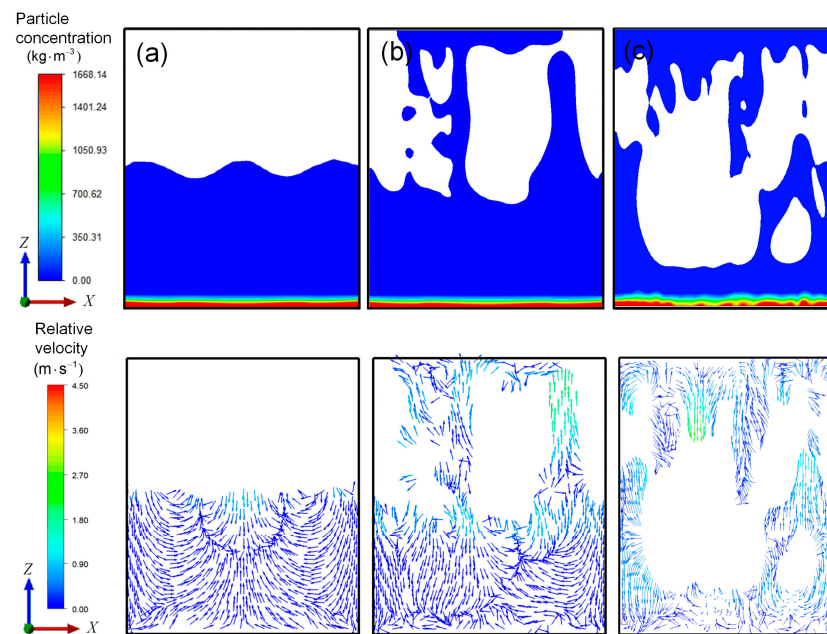 Particle
concentration
(kg·m⁻³)
1668.14
1401.24
1050.93
700.62
350.31
0.00
Z
X
(a)
(b)
(c)
Relative
velocity
(m·s⁻¹)
4.50
3.60
2.70
1.80
0.90
0.00
Z
X